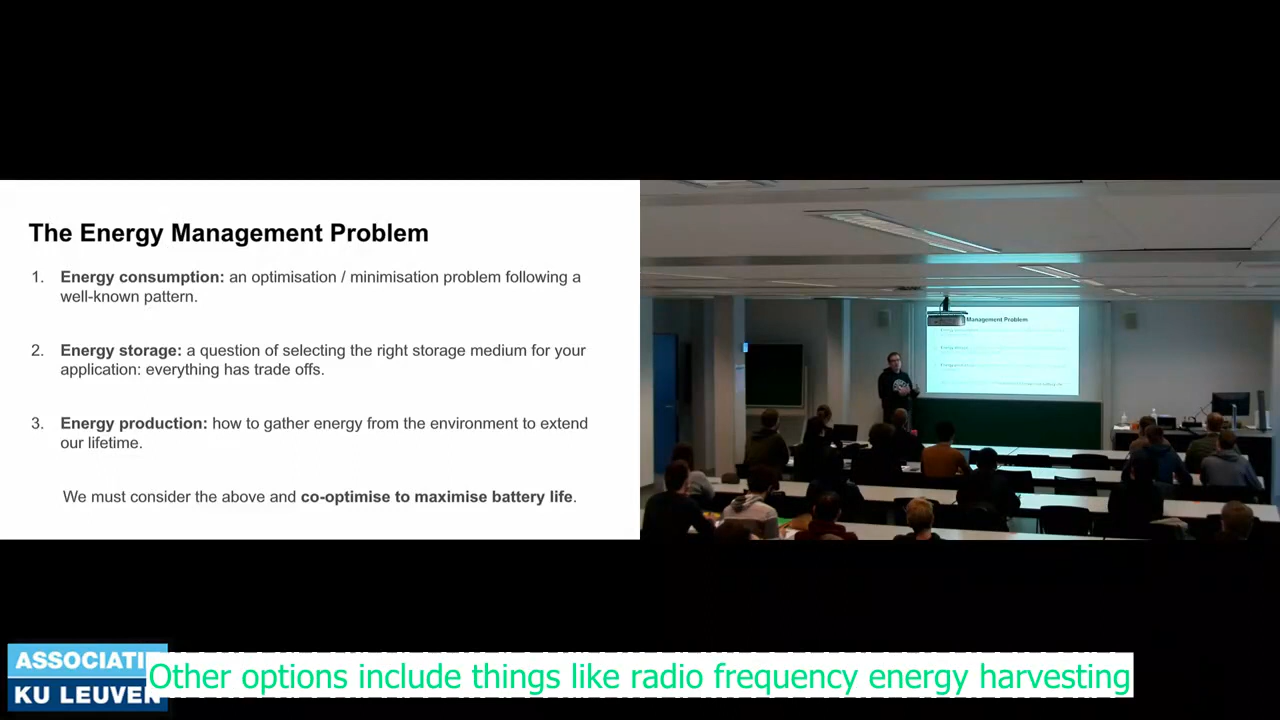 The Energy Management Problem
1. Energy consumption: an optimisation / minimisation problem following a
well-known pattern.
2. Energy storage: a question of selecting the right storage medium for your
application: everything has trade offs.
3. Energy production: how to gather energy from the environment to extend
our lifetime.
We must consider the above and co-optimise to maximise battery life.
Management Problem
ASSOCIATI
KU LEUVEN
Other options include things like radio frequency energy harvesting